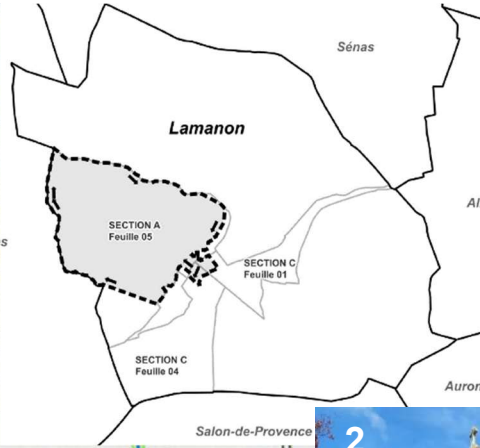 Sénas
Lamanon
SECTION A
Feuille 05
SECTION C
Feuille 01
SECTION C
Feuille 04
Salon-de-Provence
2